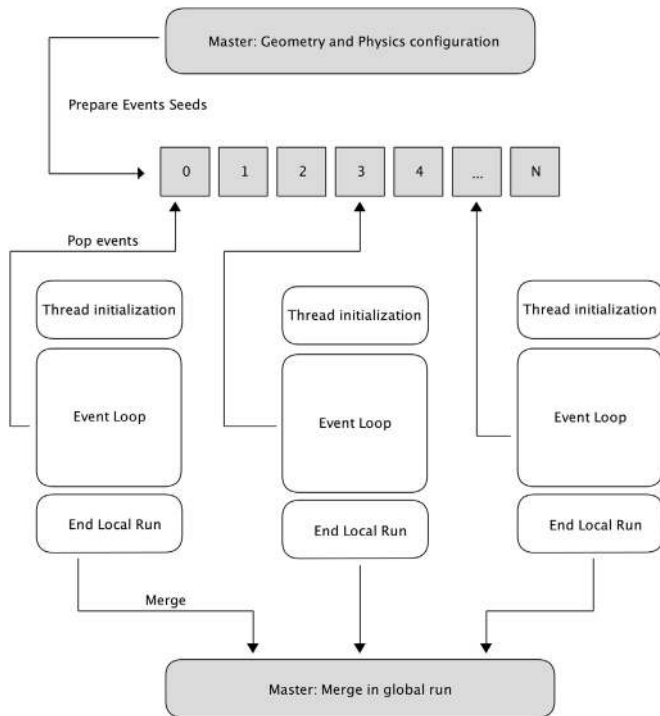 Master: Geometry and Physics configuration
Prepare Events Seeds
0 1 2 3 4 ... N
Pop events
Thread initialization
Thread initialization
Thread initialization
Event Loop
Event Loop
Event Loop
End Local Run
End Local Run
End Local Run
Merge
Master: Merge in global run